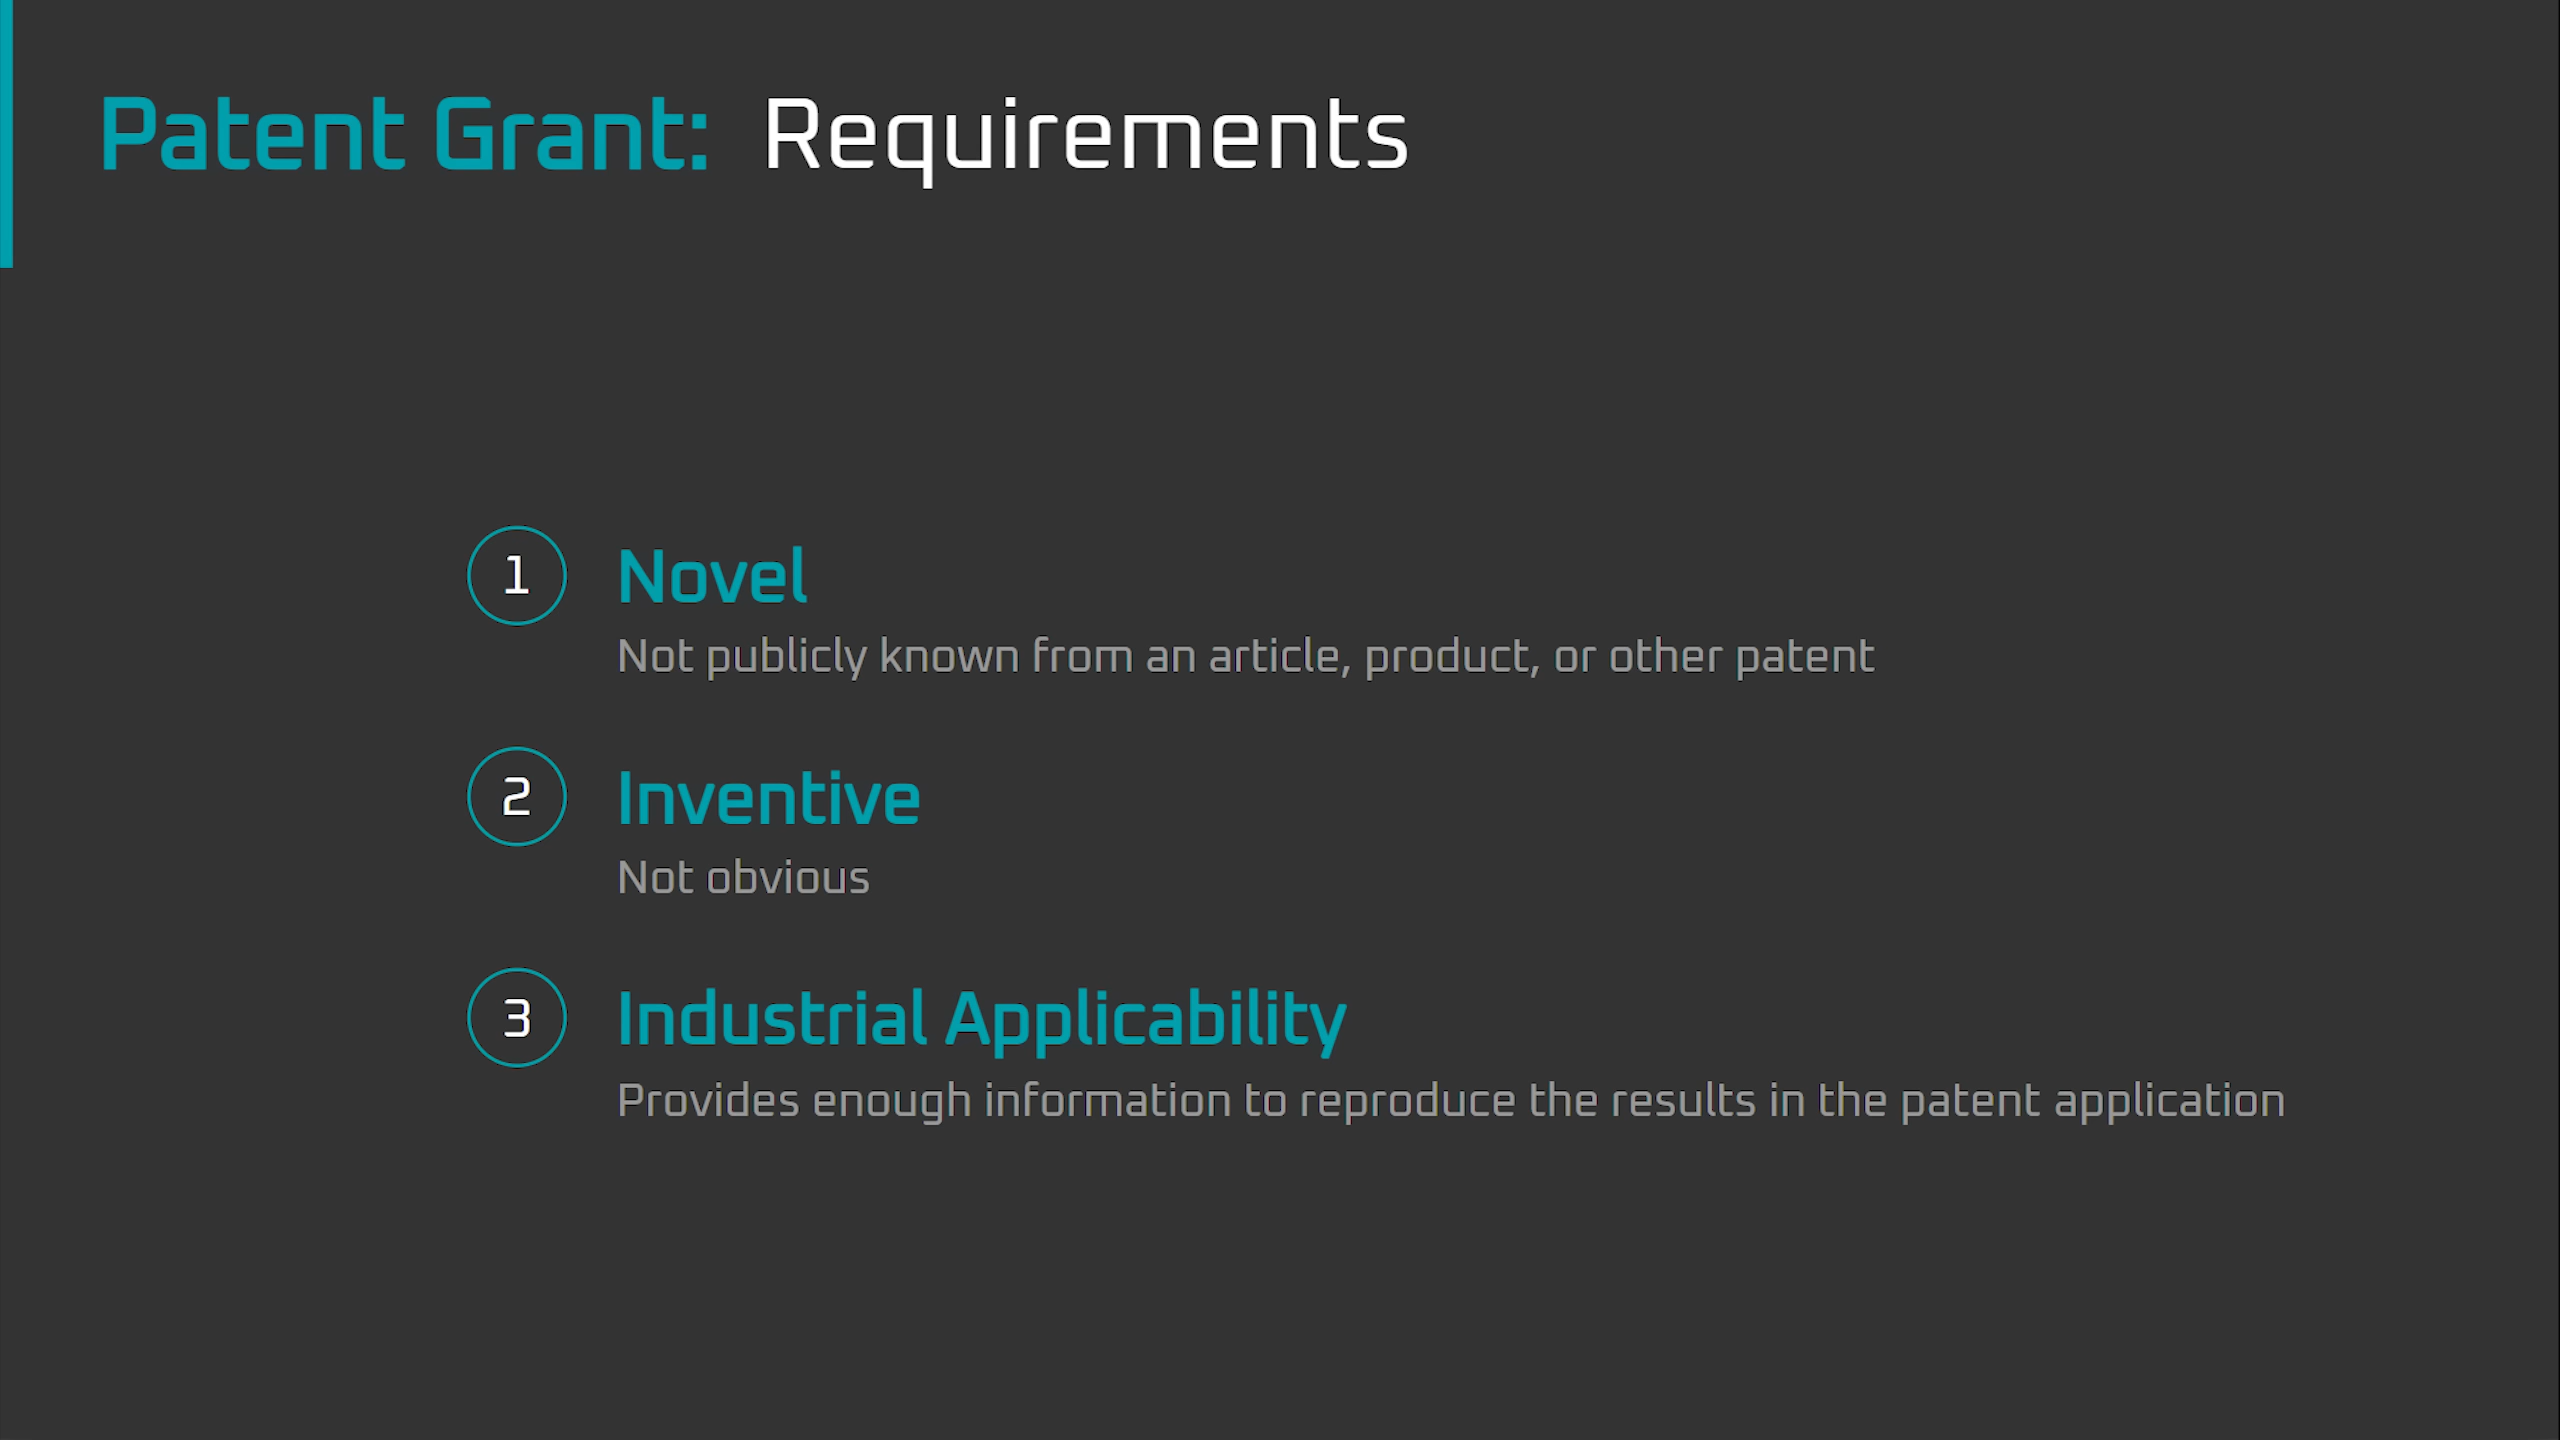 Patent Grant: Requirements
1 Novel
Not publicly known from an article, product, or other patent
2 Inventive
Not obvious
3 Industrial Applicability
Provides enough information to reproduce the results in the patent application